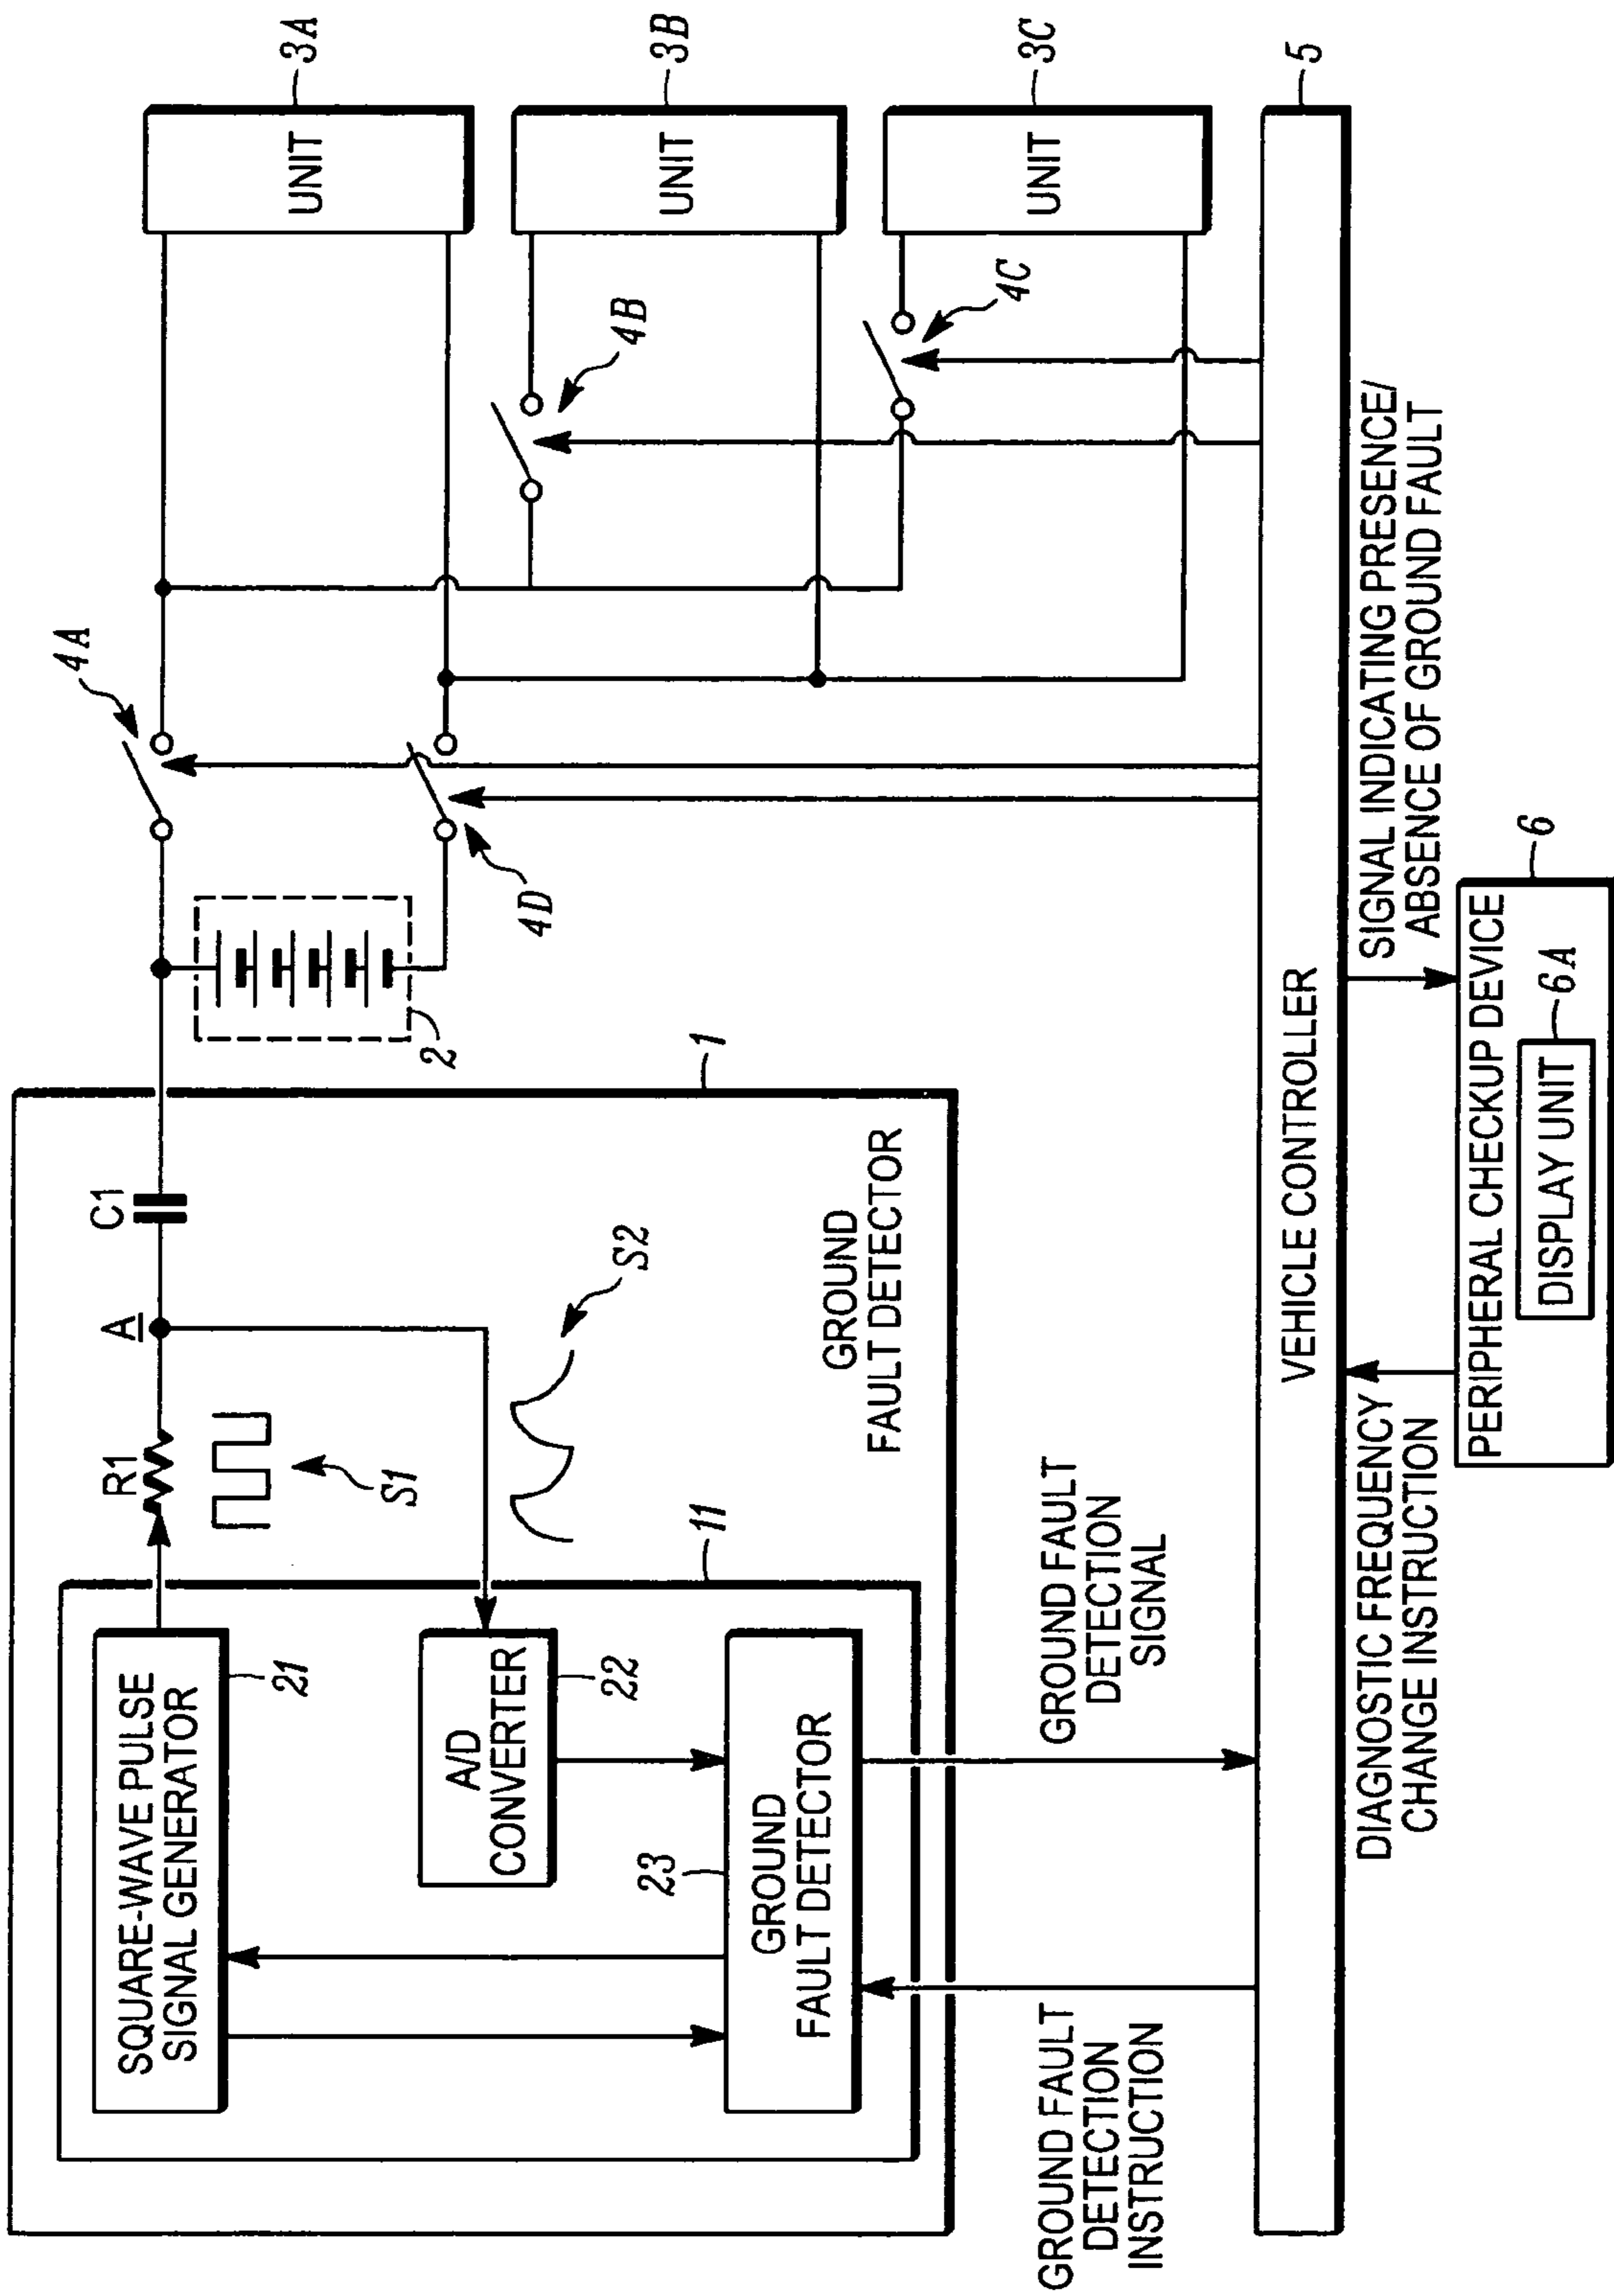 1
GROUND
FAULT DETECTOR
11
SQUARE-WAVE PULSE
SIGNAL GENERATOR
21
A/D
CONVERTER
22
GROUND
FAULT DETECTOR
23
R1
A
C1
S1
S2
2
4A
4D
4B
4C
UNIT
3A
UNIT
3B
UNIT
3C
GROUND FAULT
DETECTION
INSTRUCTION
GROUND FAULT
DETECTION
SIGNAL
VEHICLE CONTROLLER
5
DIAGNOSTIC FREQUENCY
CHANGE INSTRUCTION
SIGNAL INDICATING PRESENCE/
ABSENCE OF GROUND FAULT
PERIPHERAL CHECKUP DEVICE
6
DISPLAY UNIT
6A